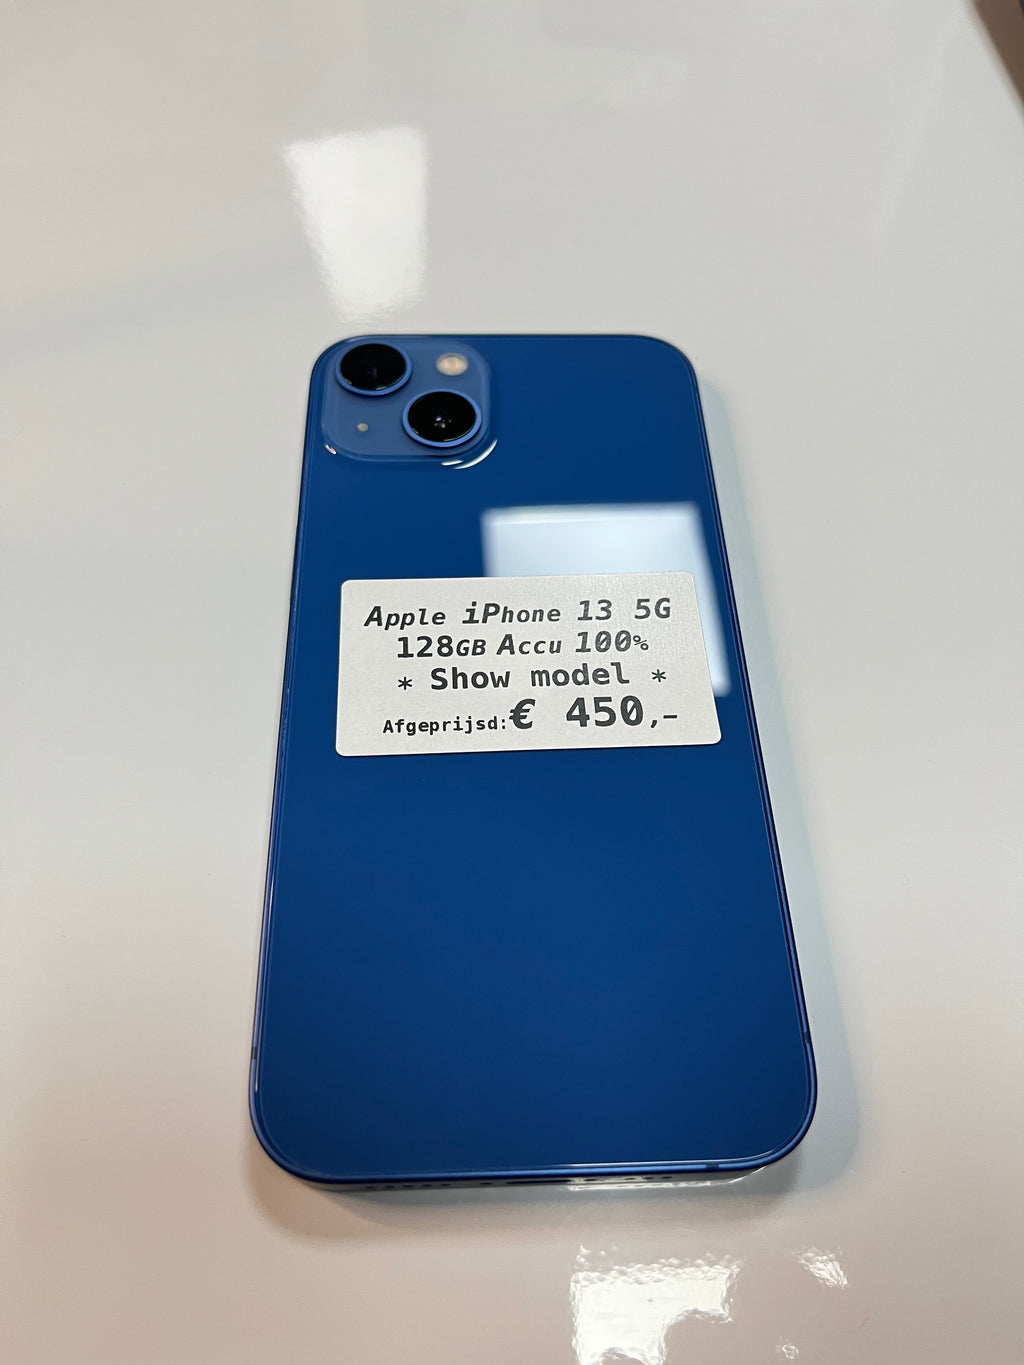 Apple iPhone 13 5G
128GB Accu 100%
* Show model *
Afgeprijsd:€ 450,-